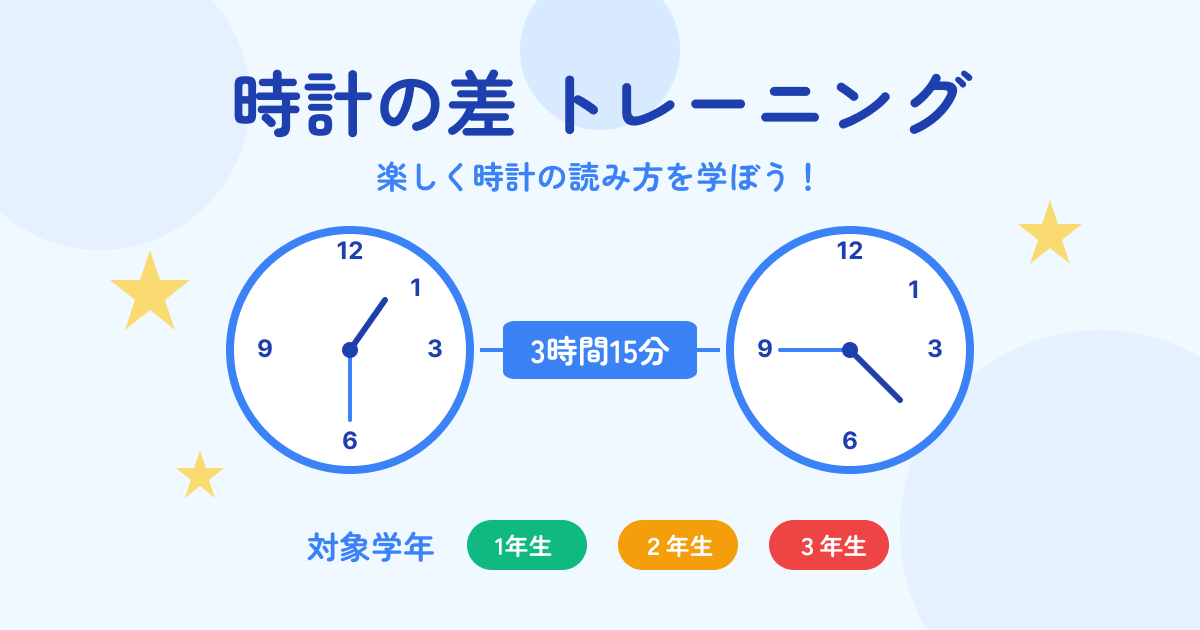 時計の差 トレーニング
楽しく時計の読み方を学ぼう！
12
1
9
3
6
3時間15分
12
1
9
3
6
対象学年
1年生
2年生
3年生